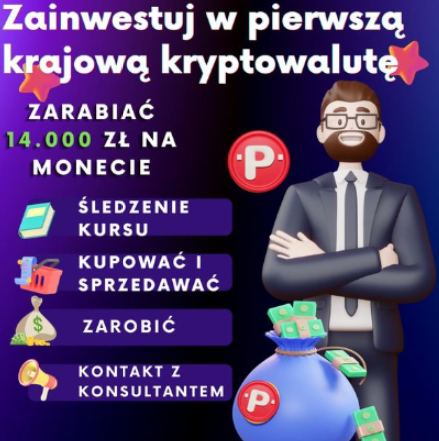 Zainwestuj w pierwszą
krajową kryptowalutę
ZARABIAĆ
14.000 ZŁ NA
MONECIE
P
ŚLEDZENIE
KURSU
KUPOWAĆ I
SPRZEDAWAĆ
$
ZAROBIĆ
KONTAKT Z
KONSULTANTEM
P